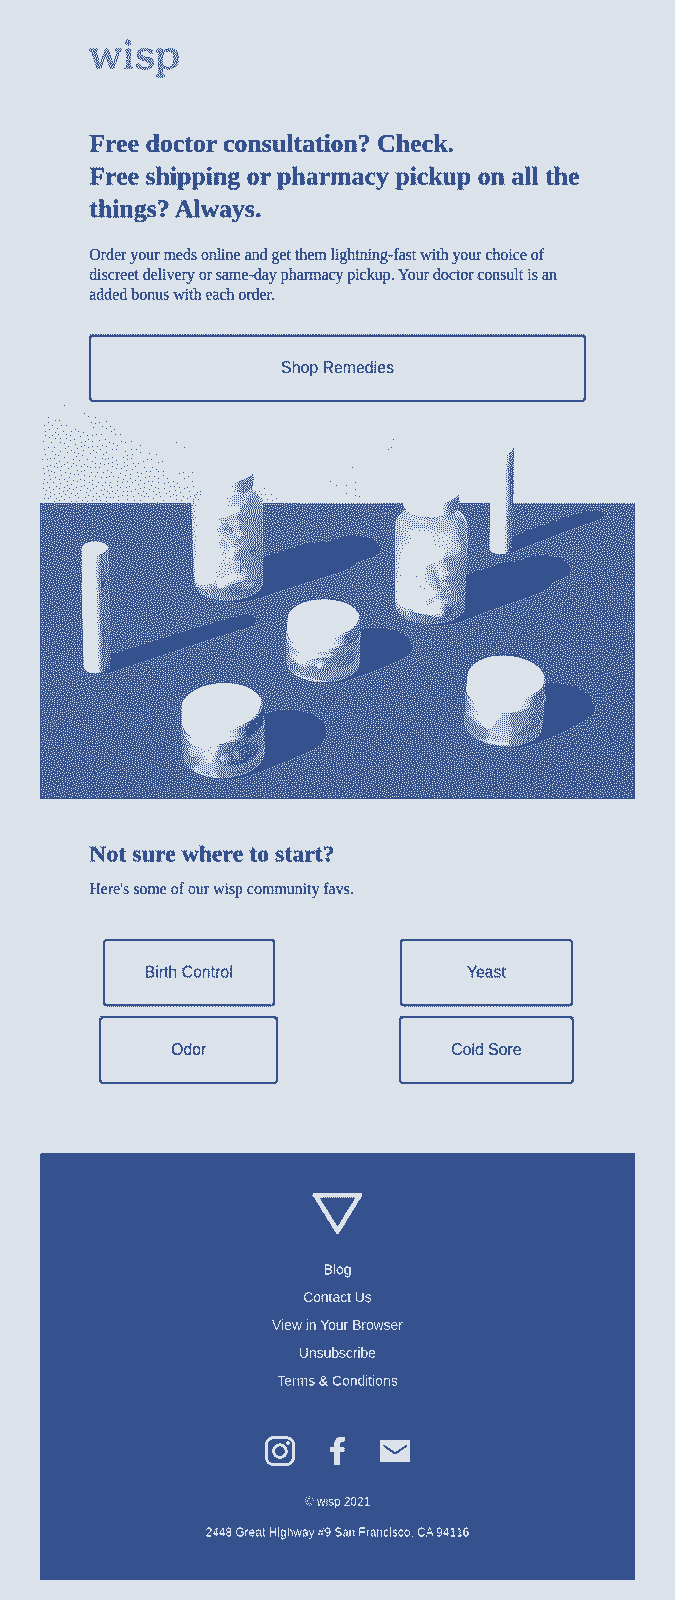 wisp
Free doctor consultation? Check.
Free shipping or pharmacy pickup on all the
things? Always.
Order your meds online and get them lightning-fast with your choice of
discreet delivery or same-day pharmacy pickup. Your doctor consult is an
added bonus with each order.
Shop Remedies
Not sure where to start?
Here's some of our wisp community favs.
Birth Control
Yeast
Odor
Cold Sore
Blog
Contact Us
View in Your Browser
Unsubscribe
Terms & Conditions
© wisp 2021
2448 Great Highway #9 San Francisco, CA 94116